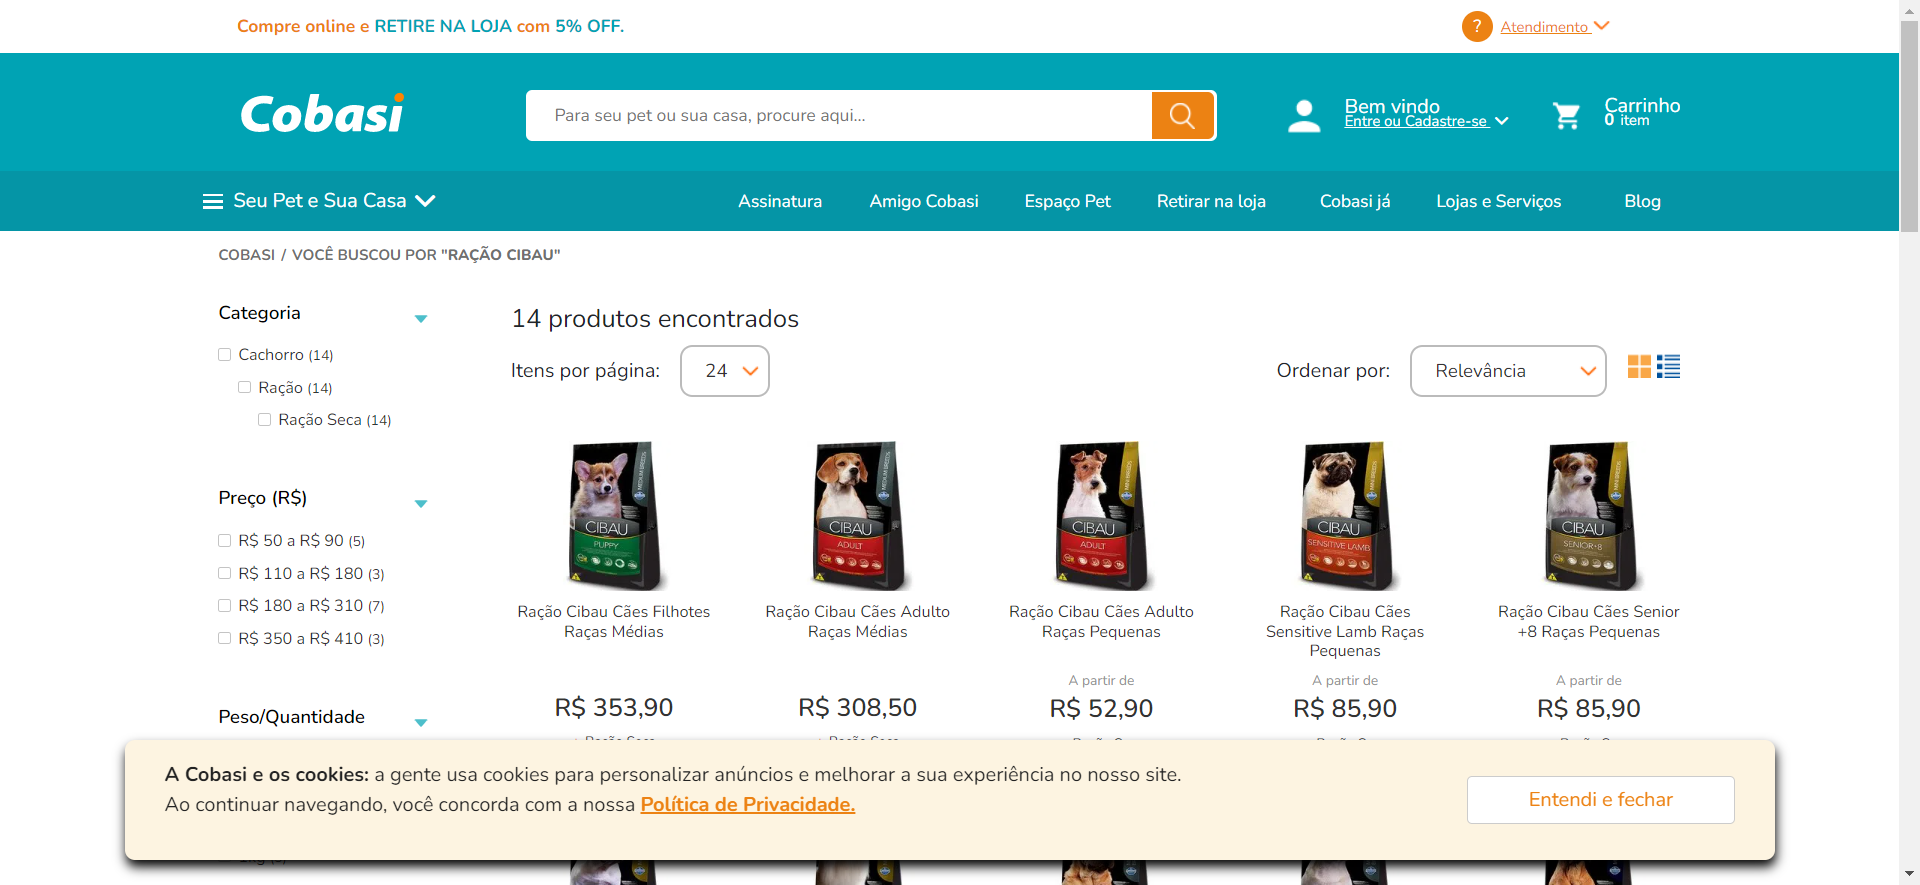 Compre online e RETIRE NA LOJA com 5% OFF.
? Atendimento
Cobasi
Para seu pet ou sua casa, procure aqui...
Bem vindo
Entre ou Cadastre-se
Carrinho
0 item
Seu Pet e Sua Casa
Assinatura
Amigo Cobasi
Espaço Pet
Retirar na loja
Cobasi já
Lojas e Serviços
Blog
COBASI / VOCÊ BUSCOU POR "RAÇÃO CIBAU"
Categoria
Cachorro (14)
Ração (14)
Ração Seca (14)
Preço (R$)
R$ 50 a R$ 90 (5)
R$ 110 a R$ 180 (3)
R$ 180 a R$ 310 (7)
R$ 350 a R$ 410 (3)
Peso/Quantidade
14 produtos encontrados
Itens por página: 24
Ordenar por: Relevância
CIBAU
PUPPY
CIBAU
ADULT
CIBAU
ADULT
CIBAU
SENSITIVE LAMB
CIBAU
SENIOR+8
Ração Cibau Cães Filhotes
Raças Médias
R$ 353,90
Ração Cibau Cães Adulto
Raças Médias
R$ 308,50
Ração Cibau Cães Adulto
Raças Pequenas
A partir de
R$ 52,90
Ração Cibau Cães
Sensitive Lamb Raças
Pequenas
A partir de
R$ 85,90
Ração Cibau Cães Senior
+8 Raças Pequenas
A partir de
R$ 85,90
A Cobasi e os cookies: a gente usa cookies para personalizar anúncios e melhorar a sua experiência no nosso site.
Ao continuar navegando, você concorda com a nossa Política de Privacidade.
Entendi e fechar